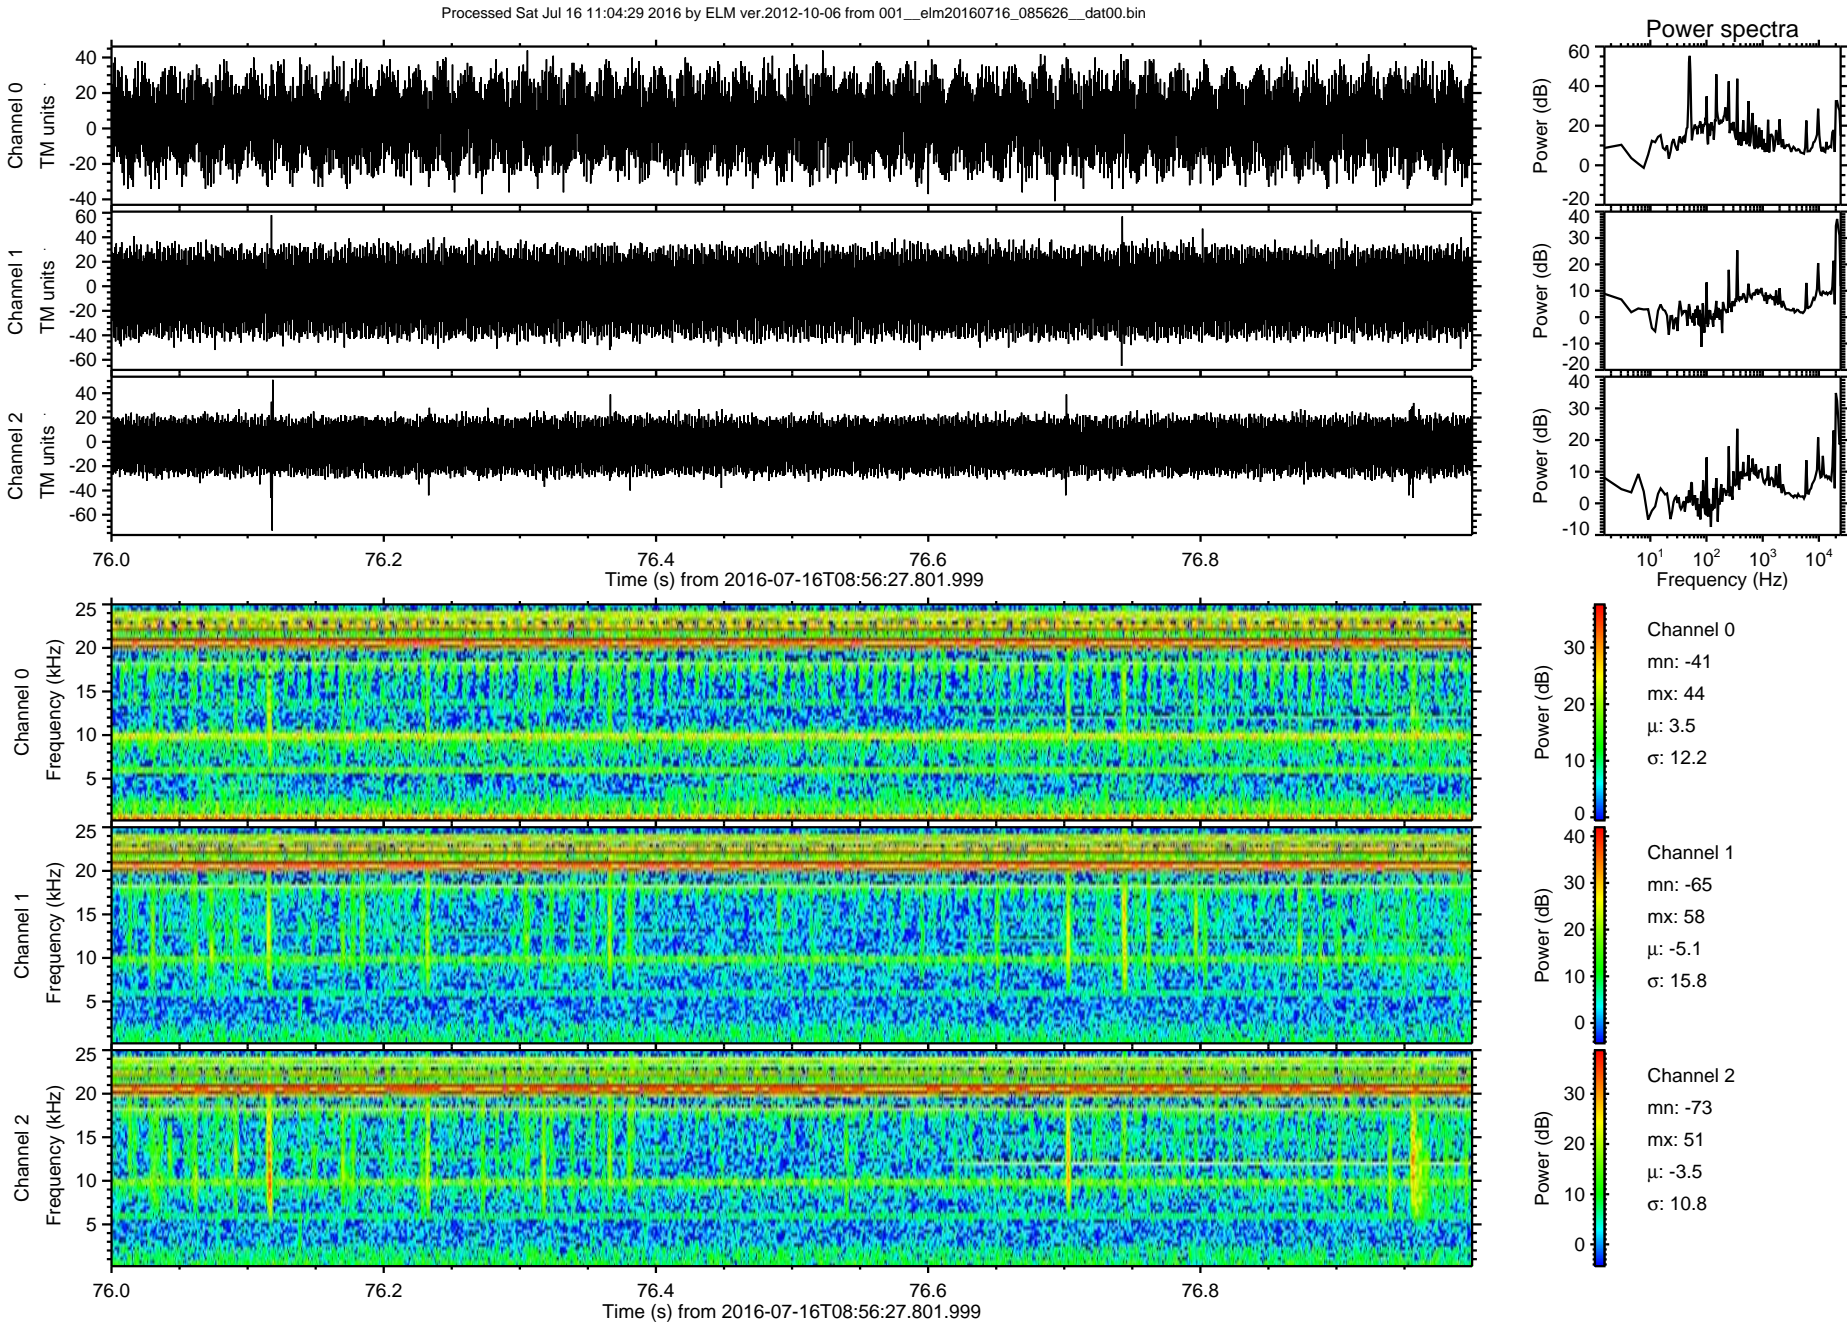 Processed Sat Jul 16 11:04:29 2016 by ELM ver.2012-10-06 from 001__elm20160716_085626__dat00.bin
Power spectra
Channel 0
TM units
40
20
0
-20
-40
Power (dB)
60
40
20
0
-20
Channel 1
TM units
60
40
20
0
-20
-40
-60
Power (dB)
40
30
20
10
0
-10
-20
Channel 2
TM units
40
20
0
-20
-40
-60
Power (dB)
40
30
20
10
0
-10
76.0 76.2 76.4 76.6 76.8
Time (s) from 2016-07-16T08:56:27.801.999
10^1 10^2 10^3 10^4
Frequency (Hz)
Channel 0
Frequency (kHz)
25
20
15
10
5
Power (dB)
30
20
10
0
Channel 0
mn: -41
mx: 44
μ: 3.5
σ: 12.2
Channel 1
Frequency (kHz)
25
20
15
10
5
Power (dB)
40
30
20
10
0
Channel 1
mn: -65
mx: 58
μ: -5.1
σ: 15.8
Channel 2
Frequency (kHz)
25
20
15
10
5
Power (dB)
30
20
10
0
Channel 2
mn: -73
mx: 51
μ: -3.5
σ: 10.8
76.0 76.2 76.4 76.6 76.8
Time (s) from 2016-07-16T08:56:27.801.999